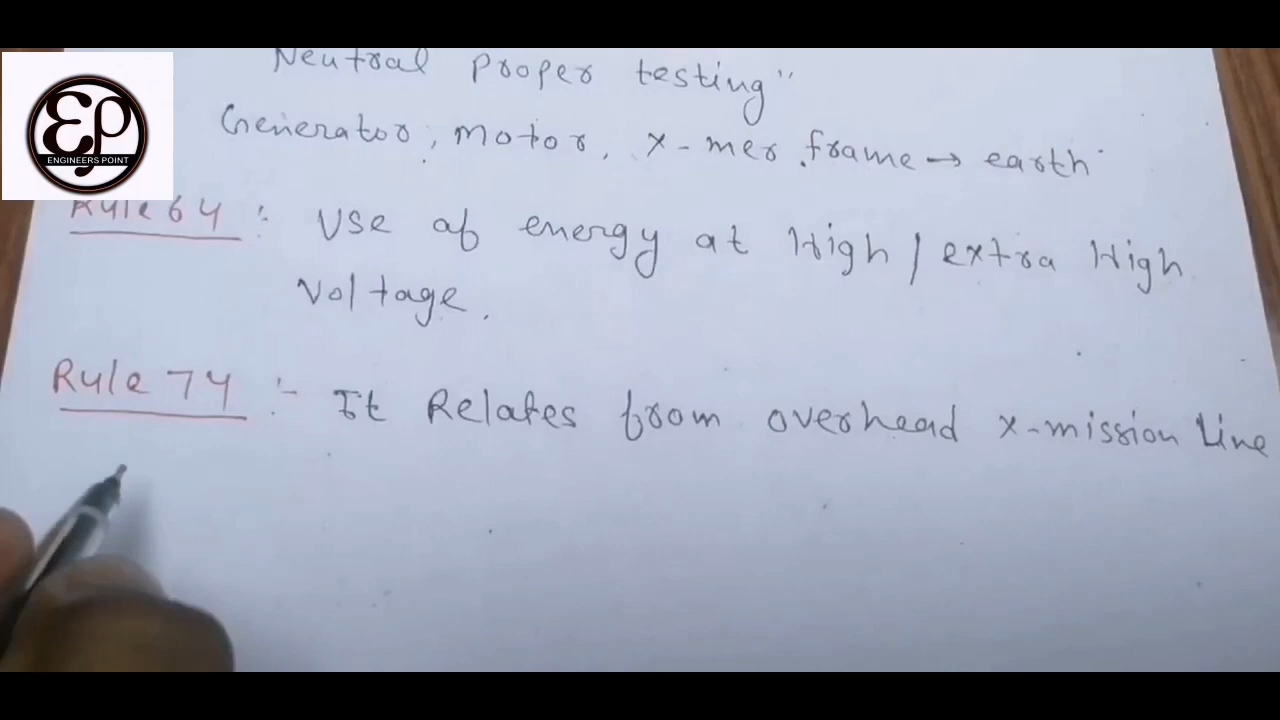 Neutral proper testing"
Generator, Motor, x-mer frame → earth
Rule 64 :- Use of energy at High / extra High
Voltage.
Rule 74 :- It Relates from overhead x-mission Line
EP
ENGINEERS POINT